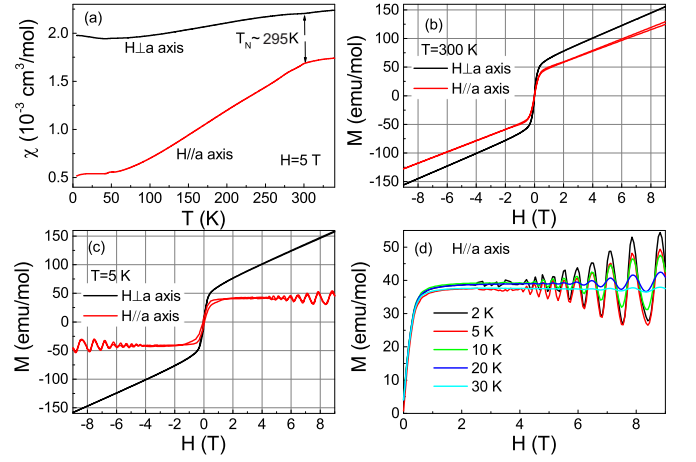 (a)
H⊥a axis
T_N~ 295K
H//a axis
H=5 T
χ (10⁻³ cm³/mol)
2.0
1.5
1.0
0.5
0 50 100 150 200 250 300
T (K)
(b)
T=300 K
H⊥a axis
H//a axis
M (emu/mol)
150
100
50
0
-50
-100
-150
-8 -6 -4 -2 0 2 4 6 8
H (T)
(c)
T=5 K
H⊥a axis
H//a axis
M (emu/mol)
150
100
50
0
-50
-100
-150
-8 -6 -4 -2 0 2 4 6 8
H (T)
(d)
H//a axis
2 K
5 K
10 K
20 K
30 K
M (emu/mol)
50
40
30
20
10
0 2 4 6 8
H (T)